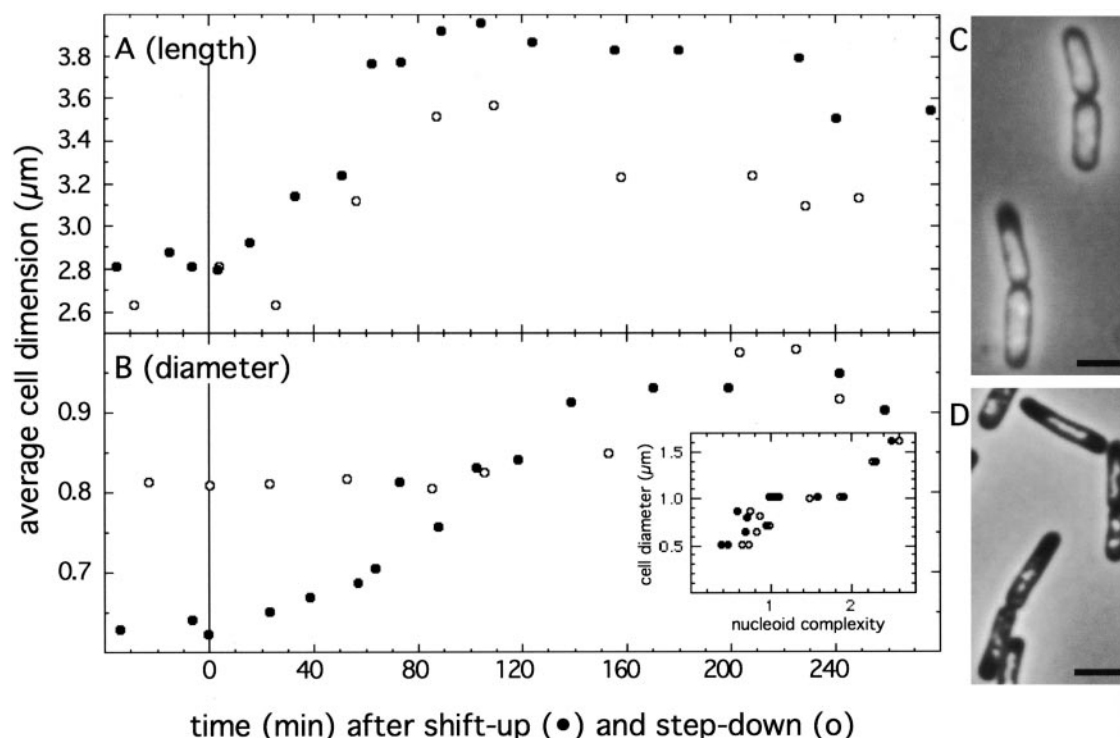 A (length)
3.8
3.6
3.4
3.2
3.0
2.8
2.6
B (diameter)
0.9
0.8
0.7
average cell dimension (µm)
1.5
1.0
0.5
cell diameter (µm)
1 2
nucleoid complexity
0 40 80 120 160 200 240
time (min) after shift-up (●) and step-down (o)
C
D